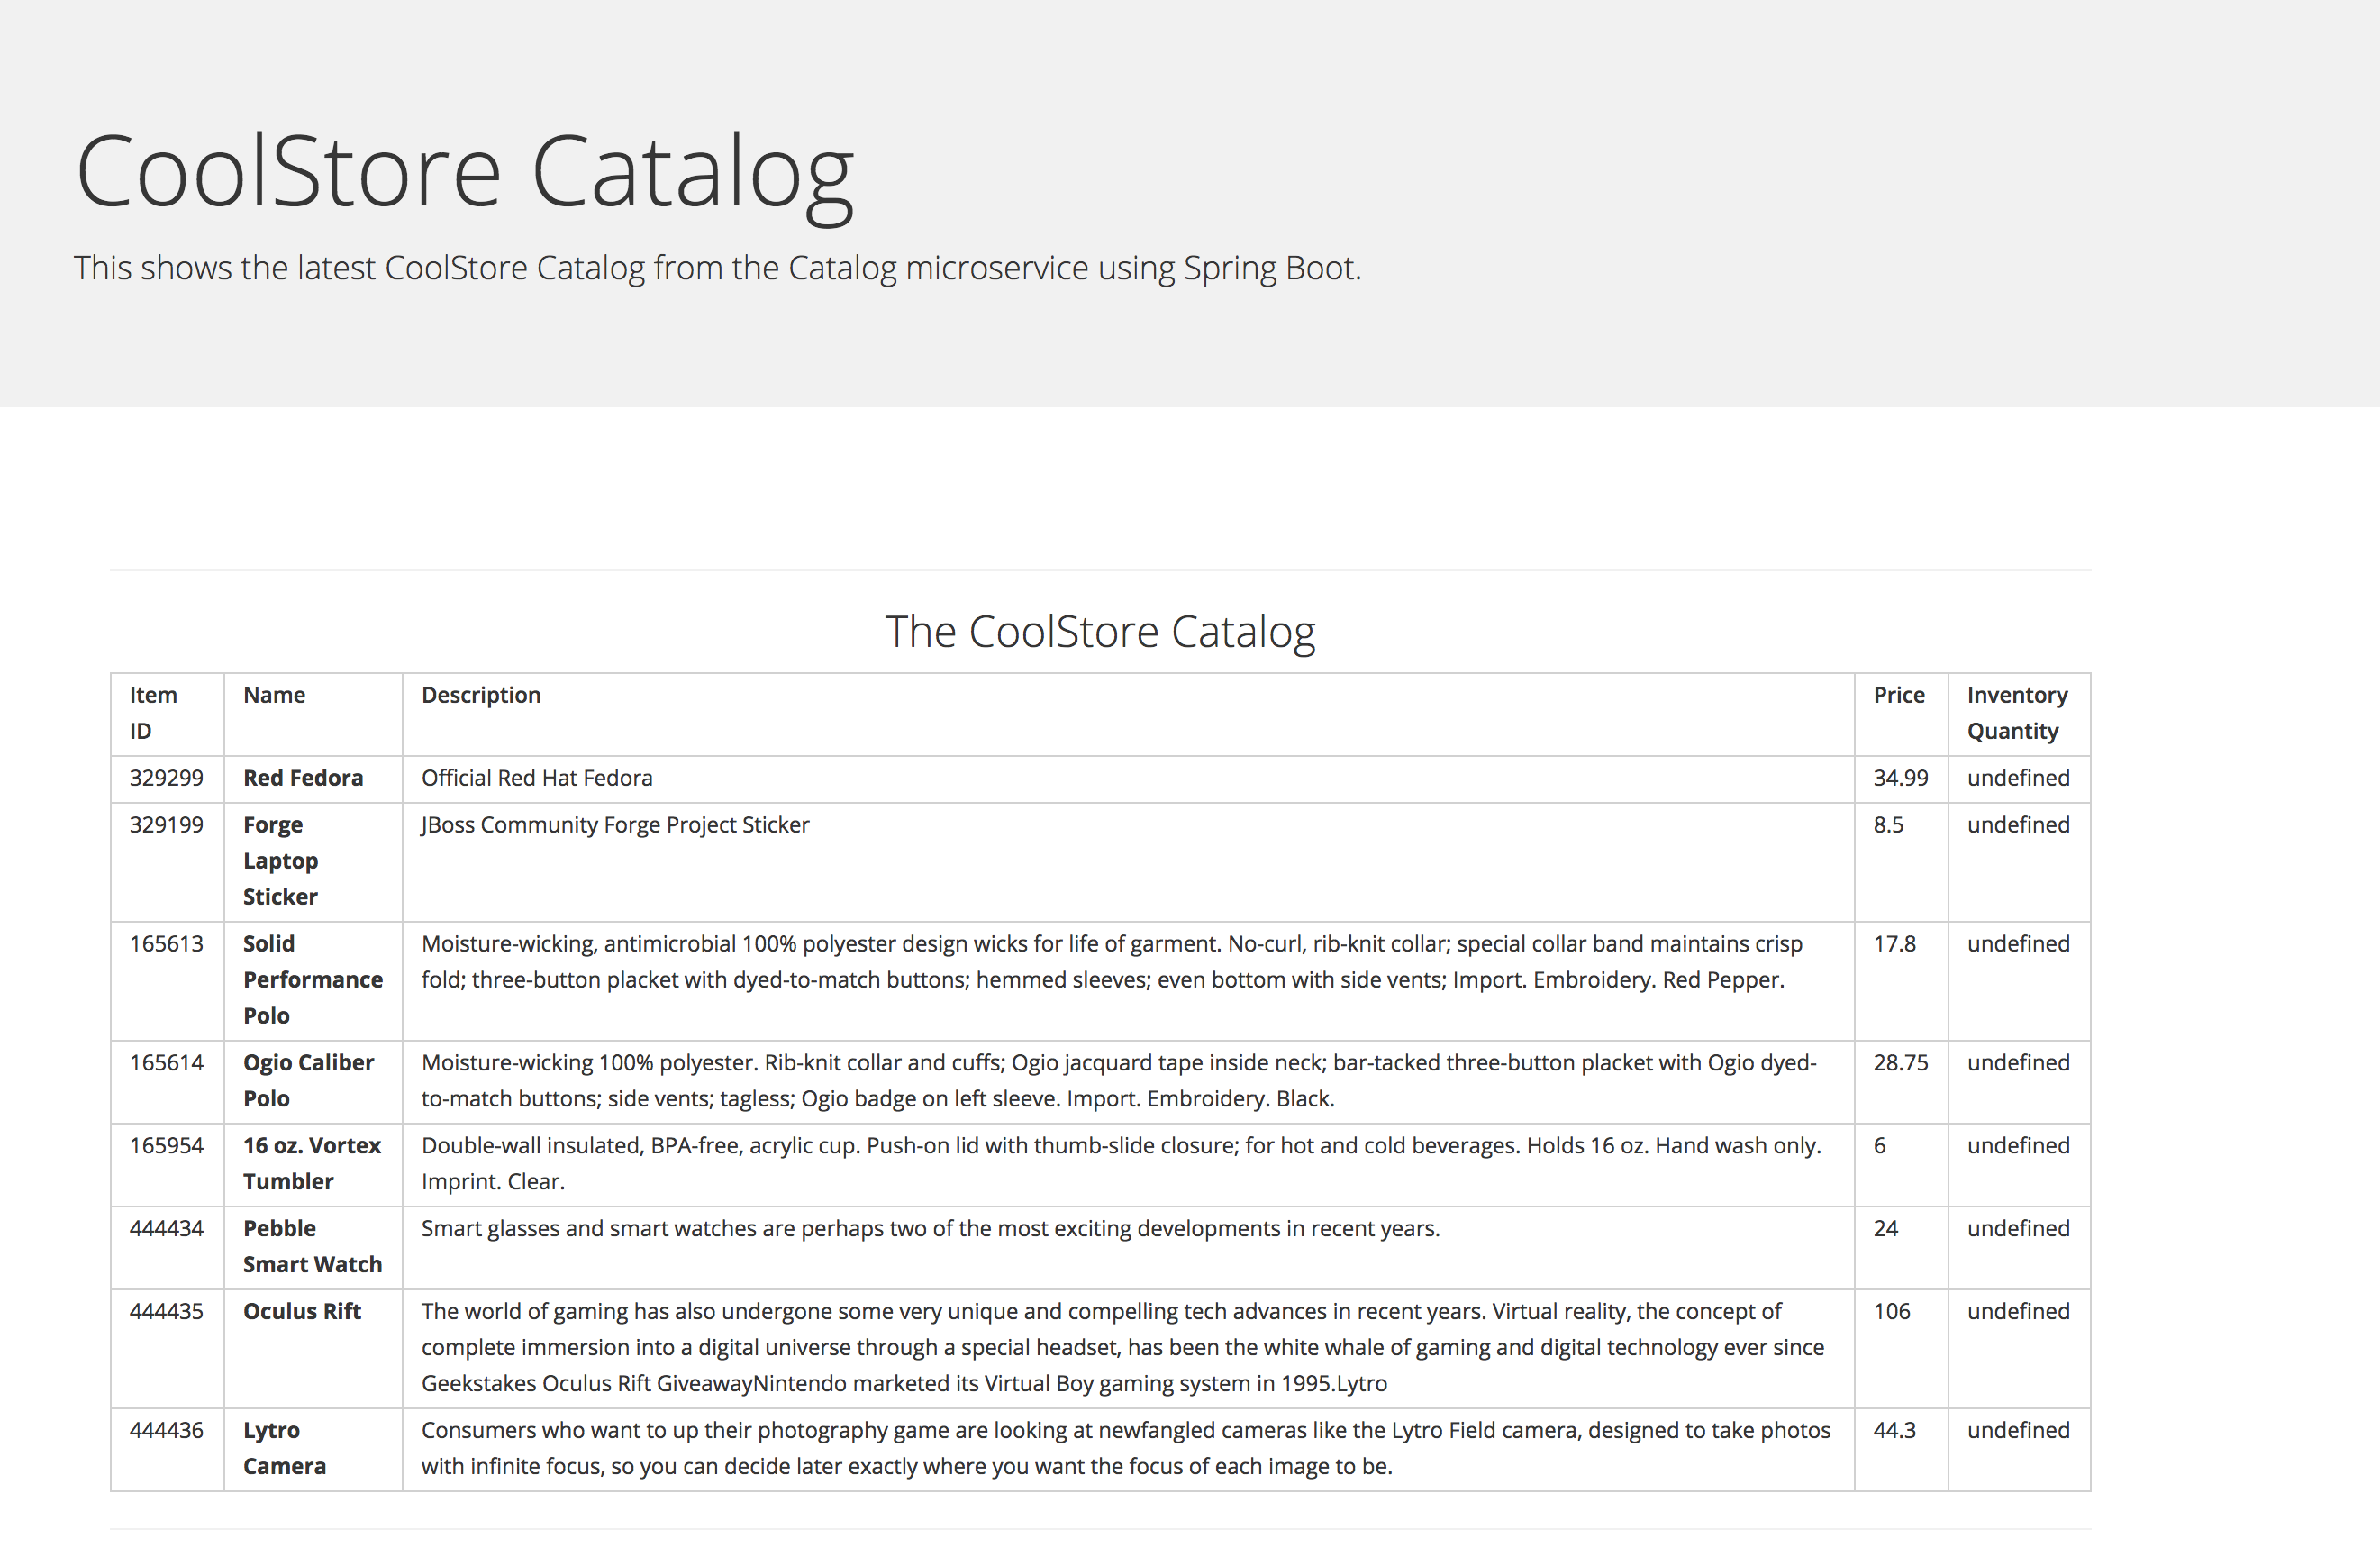 CoolStore Catalog
This shows the latest CoolStore Catalog from the Catalog microservice using Spring Boot.
The CoolStore Catalog
Item ID Name Description Price Inventory Quantity
329299 Red Fedora Official Red Hat Fedora 34.99 undefined
329199 Forge Laptop Sticker JBoss Community Forge Project Sticker 8.5 undefined
165613 Solid Performance Polo Moisture-wicking, antimicrobial 100% polyester design wicks for life of garment. No-curl, rib-knit collar; special collar band maintains crisp fold; three-button placket with dyed-to-match buttons; hemmed sleeves; even bottom with side vents; Import. Embroidery. Red Pepper. 17.8 undefined
165614 Ogio Caliber Polo Moisture-wicking 100% polyester. Rib-knit collar and cuffs; Ogio jacquard tape inside neck; bar-tacked three-button placket with Ogio dyed-to-match buttons; side vents; tagless; Ogio badge on left sleeve. Import. Embroidery. Black. 28.75 undefined
165954 16 oz. Vortex Tumbler Double-wall insulated, BPA-free, acrylic cup. Push-on lid with thumb-slide closure; for hot and cold beverages. Holds 16 oz. Hand wash only. Imprint. Clear. 6 undefined
444434 Pebble Smart Watch Smart glasses and smart watches are perhaps two of the most exciting developments in recent years. 24 undefined
444435 Oculus Rift The world of gaming has also undergone some very unique and compelling tech advances in recent years. Virtual reality, the concept of complete immersion into a digital universe through a special headset, has been the white whale of gaming and digital technology ever since Geekstakes Oculus Rift GiveawayNintendo marketed its Virtual Boy gaming system in 1995.Lytro 106 undefined
444436 Lytro Camera Consumers who want to up their photography game are looking at newfangled cameras like the Lytro Field camera, designed to take photos with infinite focus, so you can decide later exactly where you want the focus of each image to be. 44.3 undefined